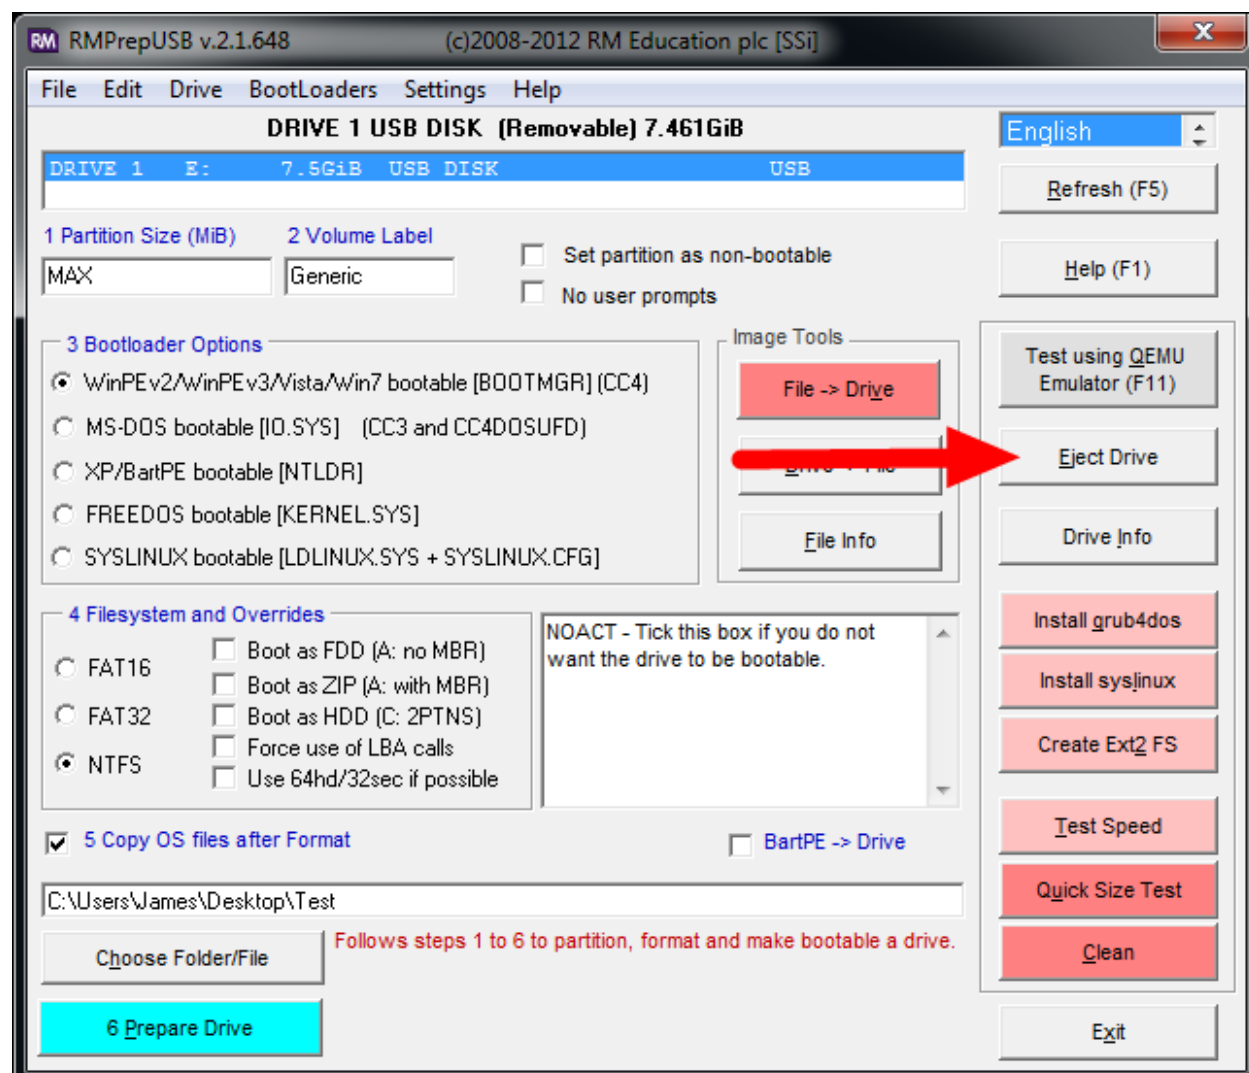 RM RMPrepUSB v.2.1.648 (c)2008-2012 RM Education plc [SSi] X
File Edit Drive BootLoaders Settings Help
DRIVE 1 USB DISK (Removable) 7.461GiB
English
DRIVE 1 E: 7.5GiB USB DISK USB
Refresh (F5)
1 Partition Size (MiB) 2 Volume Label
MAX Generic
Set partition as non-bootable
No user prompts
Help (F1)
3 Bootloader Options
WinPEv2/WinPEv3/Vista/Win7 bootable [BOOTMGR] (CC4)
MS-DOS bootable [IO.SYS] (CC3 and CC4DOSUFD)
XP/BartPE bootable [NTLDR]
FREEDOS bootable [KERNEL.SYS]
SYSLINUX bootable [LDLINUX.SYS + SYSLINUX.CFG]
Image Tools
File -> Drive
File Info
Test using QEMU
Emulator (F11)
Eject Drive
Drive Info
4 Filesystem and Overrides
FAT16
FAT32
NTFS
Boot as FDD (A: no MBR)
Boot as ZIP (A: with MBR)
Boot as HDD (C: 2PTNS)
Force use of LBA calls
Use 64hd/32sec if possible
NOACT - Tick this box if you do not
want the drive to be bootable.
Install grub4dos
Install syslinux
Create Ext2 FS
Test Speed
Quick Size Test
Clean
5 Copy OS files after Format
BartPE -> Drive
C:\Users\James\Desktop\Test
Choose Folder/File
Follows steps 1 to 6 to partition, format and make bootable a drive.
6 Prepare Drive
Exit